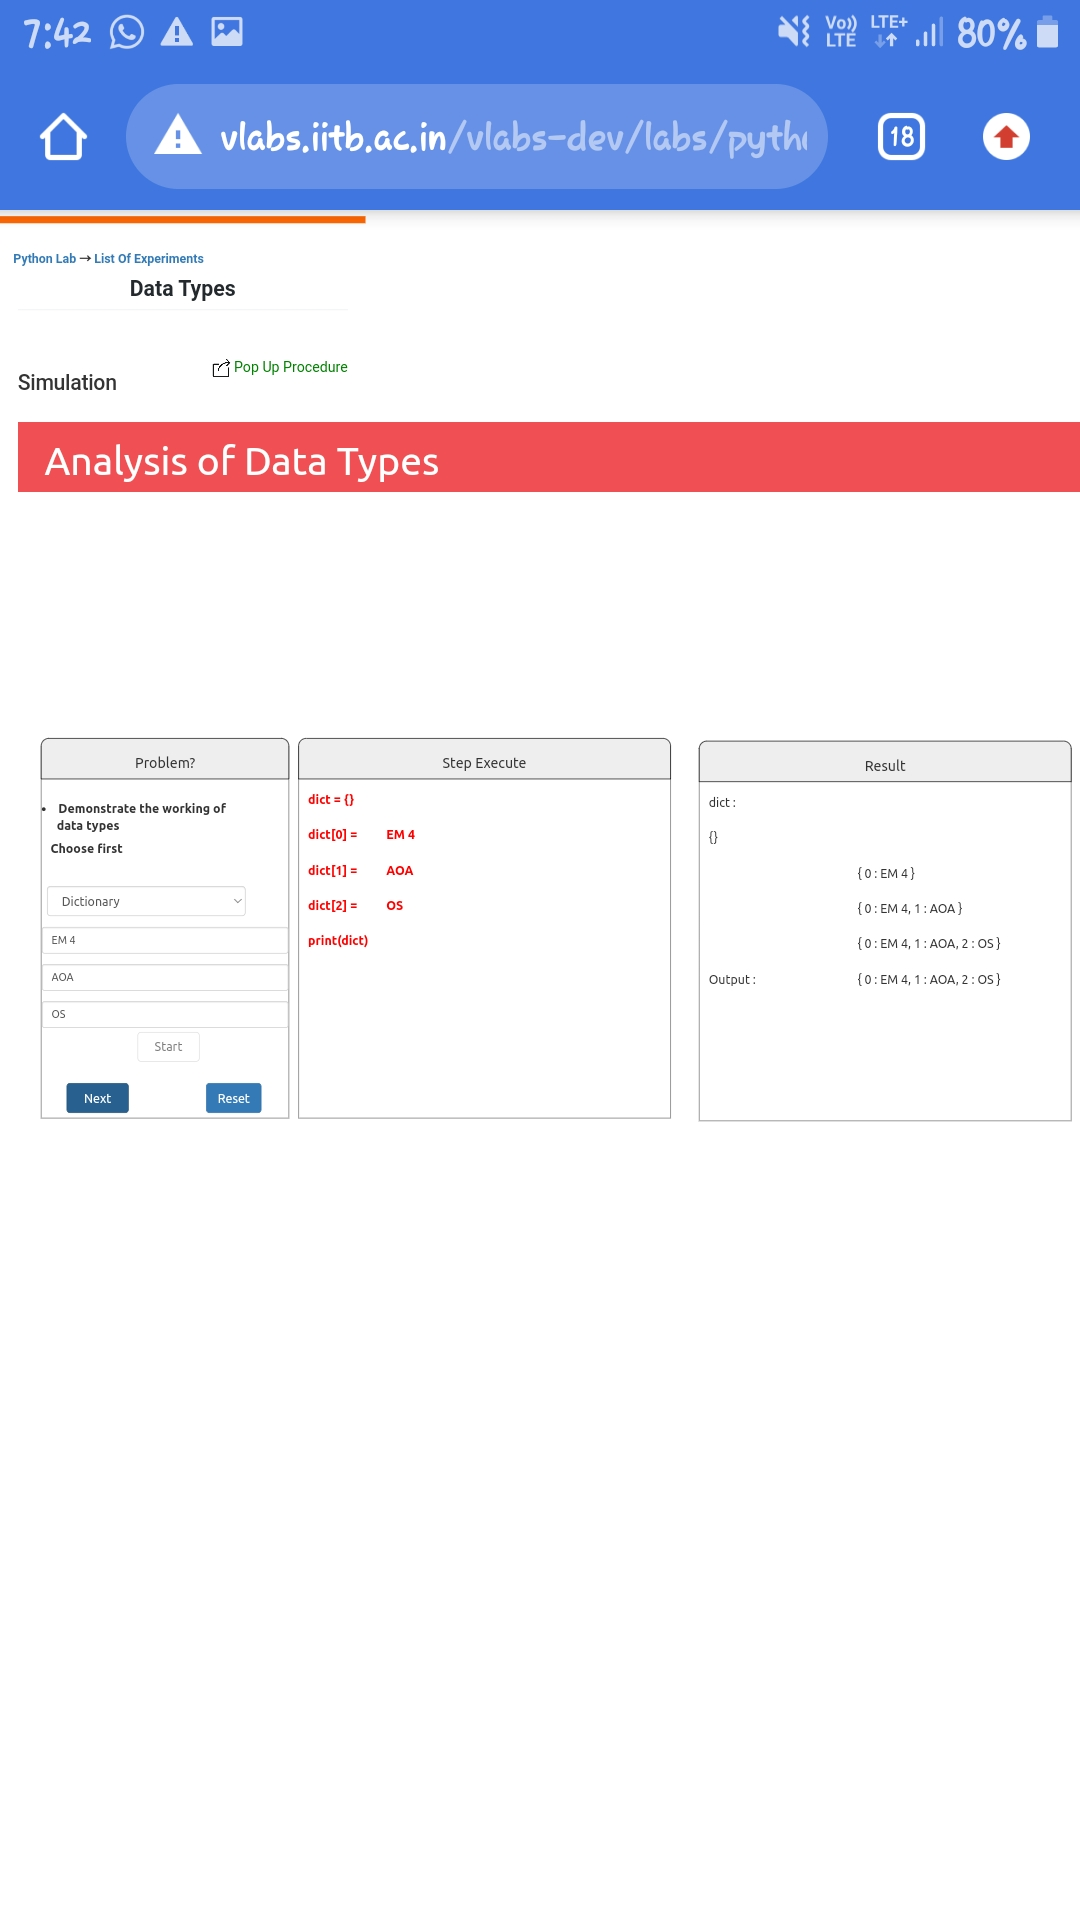 7:42
Vo)) LTE LTE+ 80%
vlabs.iitb.ac.in/vlabs-dev/labs/pytho
18
Python Lab → List Of Experiments
Data Types
Pop Up Procedure
Simulation
Analysis of Data Types
Problem?
• Demonstrate the working of
data types
Choose first
Dictionary
EM 4
AOA
OS
Start
Next Reset
Step Execute
dict = {}
dict[0] = EM 4
dict[1] = AOA
dict[2] = OS
print(dict)
Result
dict :
{}
{ 0 : EM 4 }
{ 0 : EM 4, 1 : AOA }
{ 0 : EM 4, 1 : AOA, 2 : OS }
Output : { 0 : EM 4, 1 : AOA, 2 : OS }